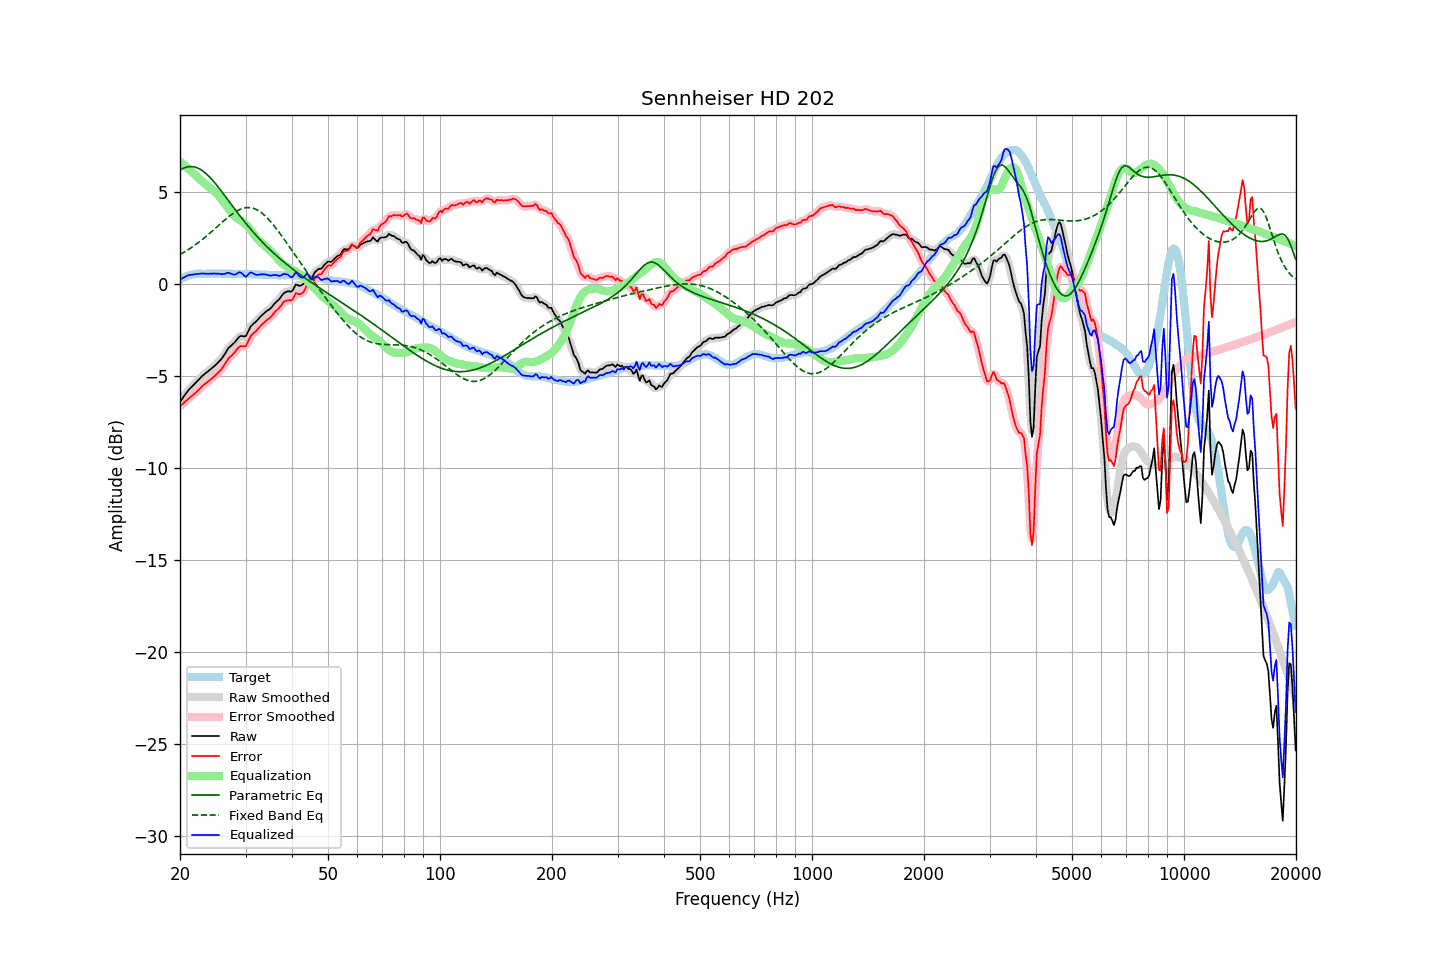 Sennheiser HD 202
Amplitude (dBr)
5
0
−5
−10
−15
−20
−25
−30
Target
Raw Smoothed
Error Smoothed
Raw
Error
Equalization
Parametric Eq
Fixed Band Eq
Equalized
20 50 100 200 500 1000 2000 5000 10000 20000
Frequency (Hz)